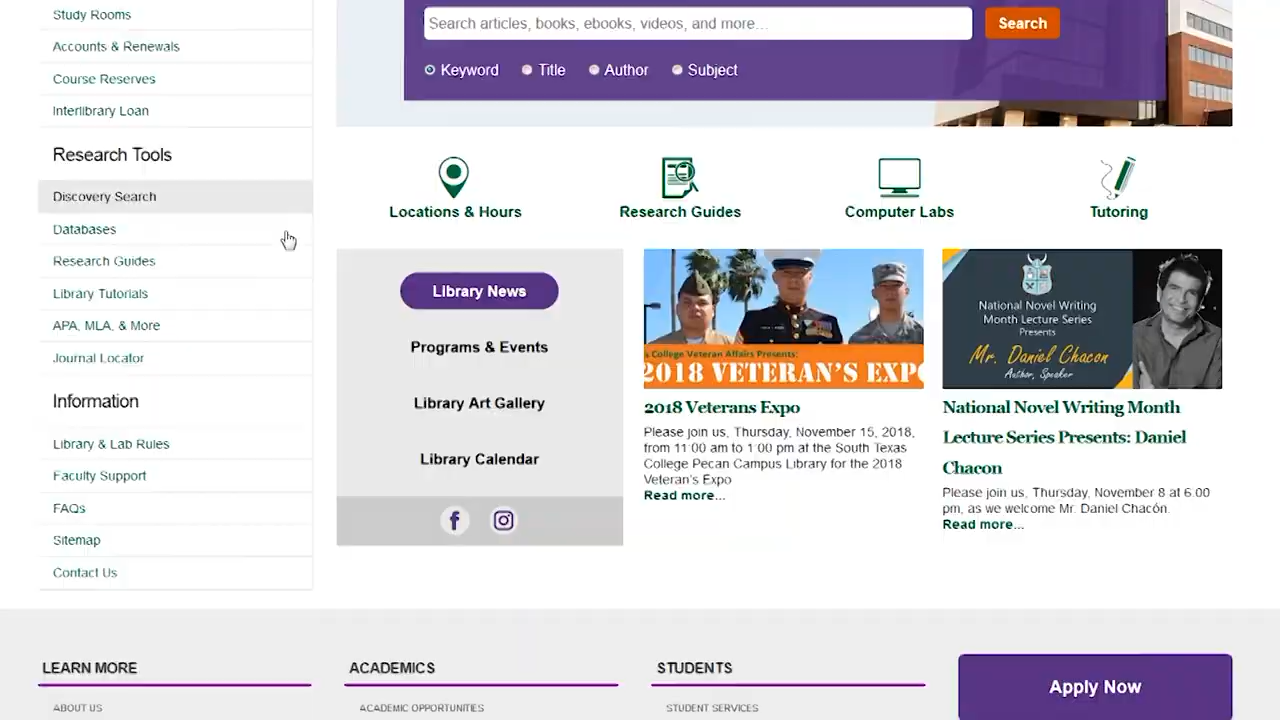 Study Rooms
Accounts & Renewals
Course Reserves
Interlibrary Loan
Research Tools
Discovery Search
Databases
Research Guides
Library Tutorials
APA, MLA, & More
Journal Locator
Information
Library & Lab Rules
Faculty Support
FAQs
Sitemap
Contact Us
Search articles, books, ebooks, videos, and more...
Search
Keyword
Title
Author
Subject
Locations & Hours
Research Guides
Computer Labs
Tutoring
Library News
Programs & Events
Library Art Gallery
Library Calendar
s College Veteran Affairs Presents:
2018 VETERAN'S EXPO
2018 Veterans Expo
Please join us, Thursday, November 15, 2018,
from 11:00 am to 1:00 pm at the South Texas
College Pecan Campus Library for the 2018
Veteran's Expo
Read more...
National Novel Writing
Month Lecture Series
Presents
Mr. Daniel Chacon
Author, Speaker
National Novel Writing Month
Lecture Series Presents: Daniel
Chacon
Please join us, Thursday, November 8 at 6:00
pm, as we welcome Mr. Daniel Chacón.
Read more...
LEARN MORE
ABOUT US
ACADEMICS
ACADEMIC OPPORTUNITIES
STUDENTS
STUDENT SERVICES
Apply Now